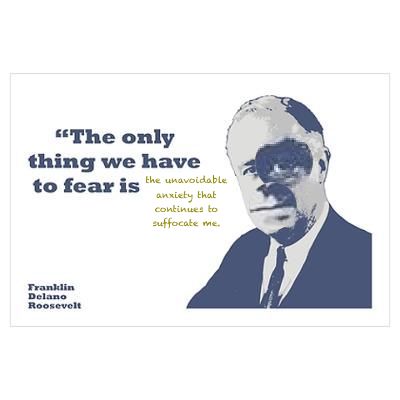 “The only
thing we have
to fear is
the unavoidable
anxiety that
continues to
suffocate me.
Franklin
Delano
Roosevelt